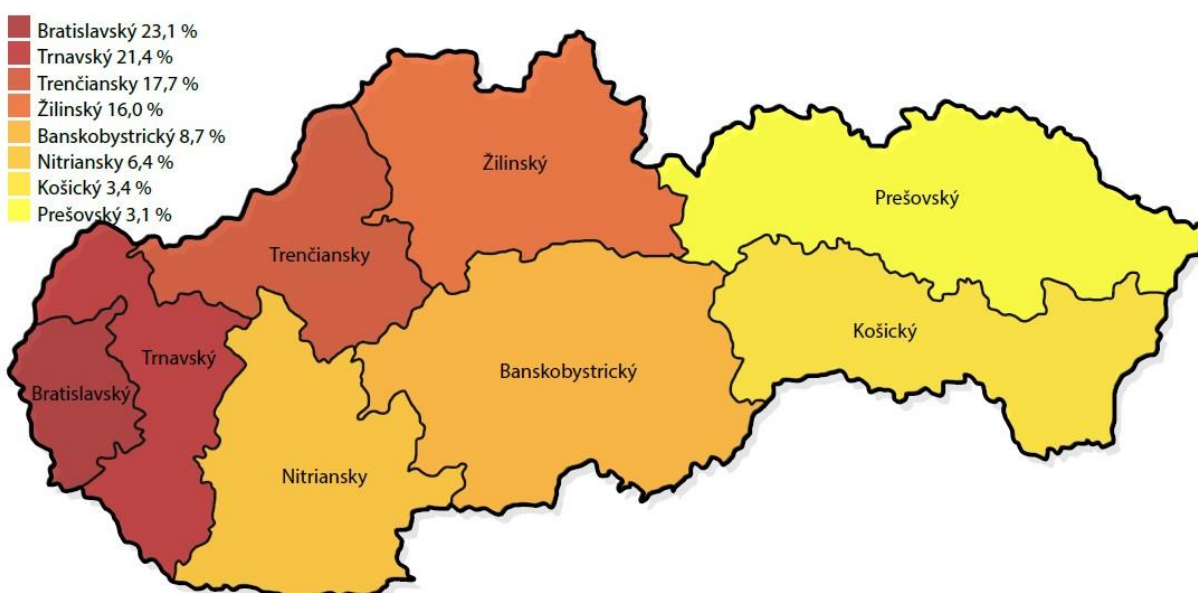 Bratislavský 23,1 %
Trnavský 21,4 %
Trenčiansky 17,7 %
Žilinský 16,0 %
Banskobystrický 8,7 %
Nitriansky 6,4 %
Košický 3,4 %
Prešovský 3,1 %
Žilinský
Prešovský
Trenčiansky
Košický
Trnavský
Banskobystrický
Bratislavský
Nitriansky